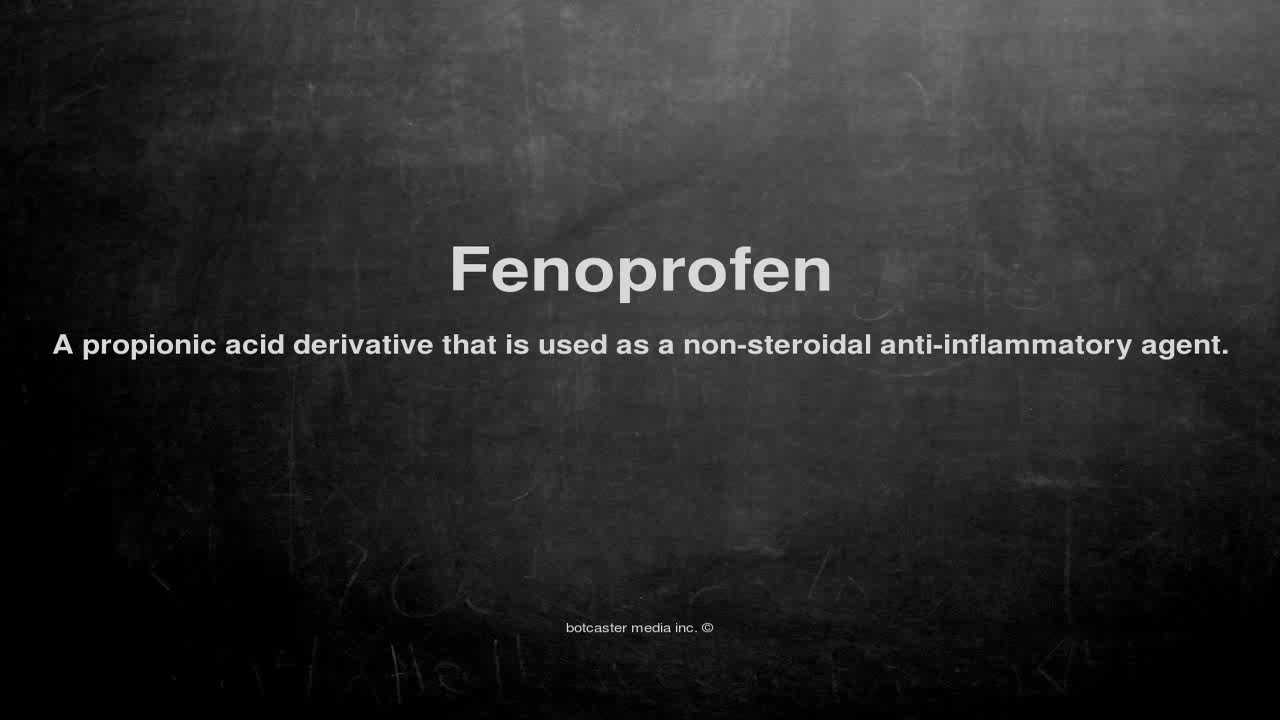 Fenoprofen
A propionic acid derivative that is used as a non-steroidal anti-inflammatory agent.
botcaster media inc. ©